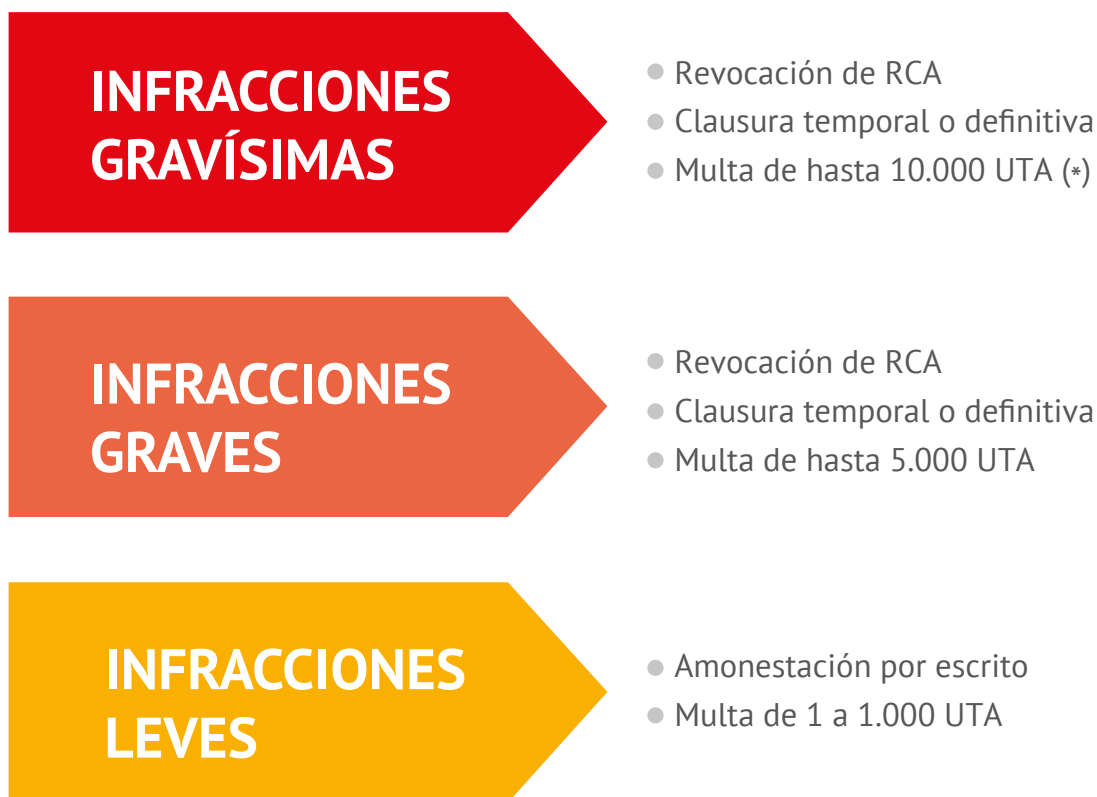 INFRACCIONES
GRAVÍSIMAS
Revocación de RCA
Clausura temporal o definitiva
Multa de hasta 10.000 UTA (*)
INFRACCIONES
GRAVES
Revocación de RCA
Clausura temporal o definitiva
Multa de hasta 5.000 UTA
INFRACCIONES
LEVES
Amonestación por escrito
Multa de 1 a 1.000 UTA